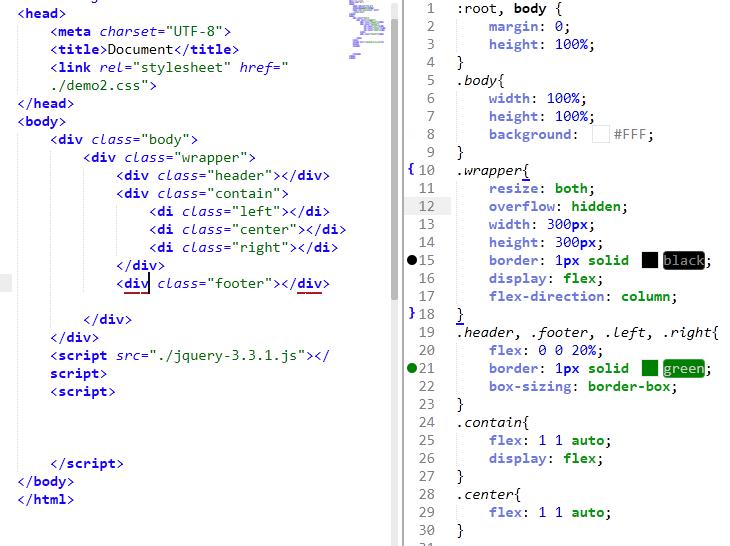 <head>
<meta charset="UTF-8">
<title>Document</title>
<link rel="stylesheet" href="
./demo2.css">
</head>
<body>
<div class="body">
<div class="wrapper">
<div class="header"></div>
<div class="contain">
<di class="left"></di>
<di class="center"></di>
<di class="right"></di>
</div>
<div class="footer"></div>
</div>
</div>
<script src="./jquery-3.3.1.js"></
script>
<script>
</script>
</body>
</html>
1 :root, body {
2 margin: 0;
3 height: 100%;
4 }
5 .body{
6 width: 100%;
7 height: 100%;
8 background: #FFF;
9 }
{ 10 .wrapper{
11 resize: both;
12 overflow: hidden;
13 width: 300px;
14 height: 300px;
15 border: 1px solid black;
16 display: flex;
17 flex-direction: column;
} 18 }
19 .header, .footer, .left, .right{
20 flex: 0 0 20%;
21 border: 1px solid green;
22 box-sizing: border-box;
23 }
24 .contain{
25 flex: 1 1 auto;
26 display: flex;
27 }
28 .center{
29 flex: 1 1 auto;
30 }